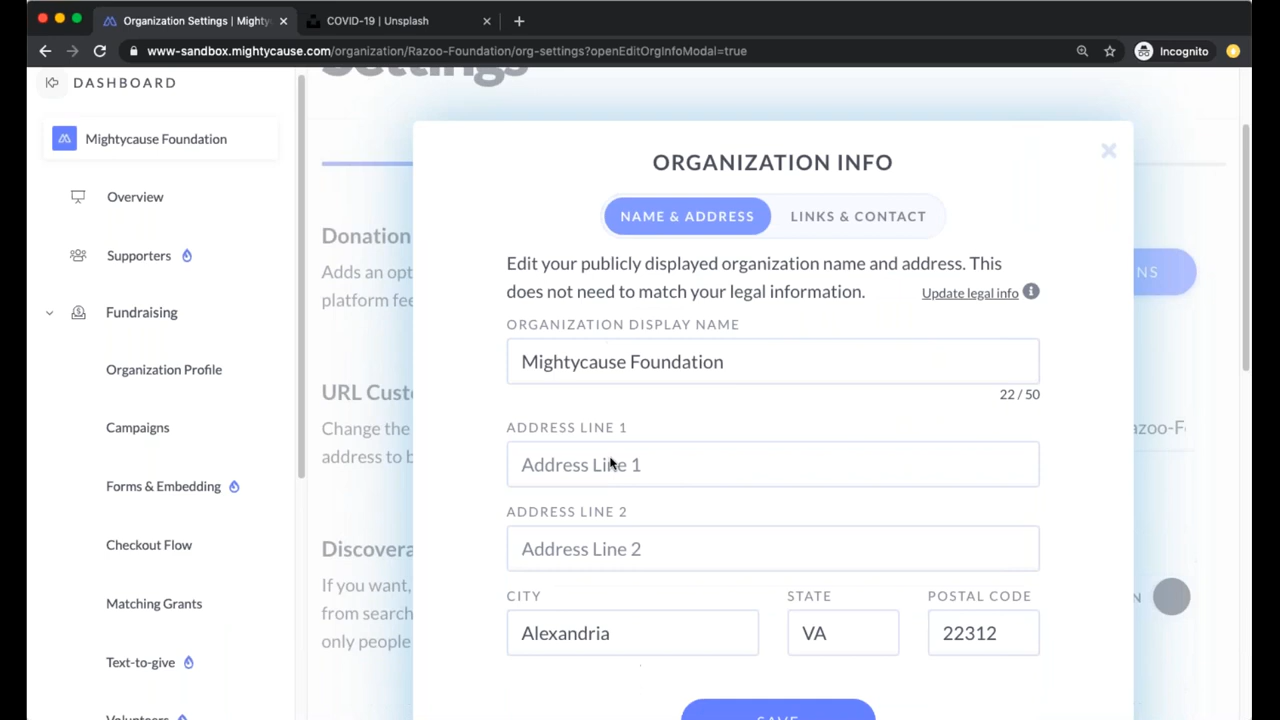 Organization Settings | Mighty
COVID-19 | Unsplash
www-sandbox.mightycause.com/organization/Razoo-Foundation/org-settings?openEditOrgInfoModal=true
Incognito
DASHBOARD
Mightycause Foundation
Overview
Supporters
Fundraising
Organization Profile
Campaigns
Forms & Embedding
Checkout Flow
Matching Grants
Text-to-give
Volunteers
Settings
Donation
Adds an opt
platform fee
NS
URL Cust
Change the
address to b
azoo-F
Discovera
If you want,
from search
only people
N
ORGANIZATION INFO
NAME & ADDRESS
LINKS & CONTACT
Edit your publicly displayed organization name and address. This
does not need to match your legal information.
Update legal info
ORGANIZATION DISPLAY NAME
Mightycause Foundation
22 / 50
ADDRESS LINE 1
Address Line 1
ADDRESS LINE 2
Address Line 2
CITY
STATE
POSTAL CODE
Alexandria
VA
22312
SAVE